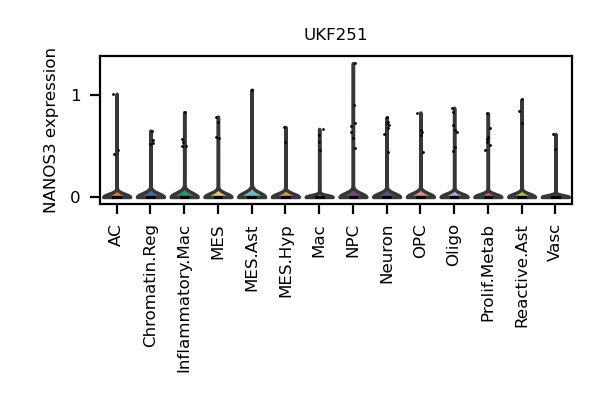 UKF251
NANOS3 expression
1
0
AC
Chromatin.Reg
Inflammatory.Mac
MES
MES.Ast
MES.Hyp
Mac
NPC
Neuron
OPC
Oligo
Prolif.Metab
Reactive.Ast
Vasc